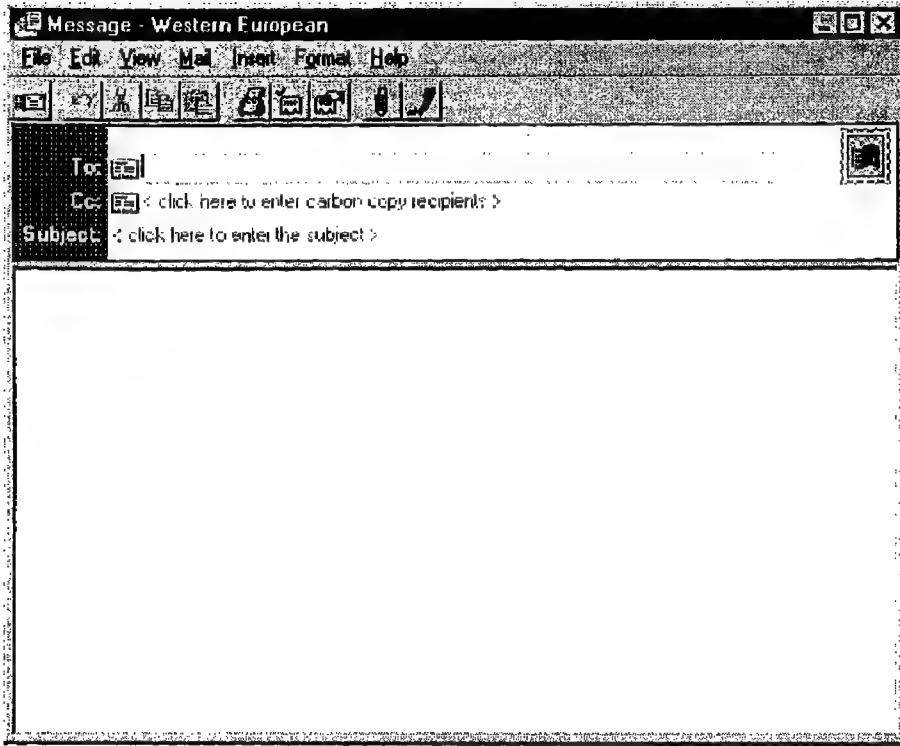 Message - Western European
File Edit View Mail Insert Format Help
To:
Cc: < click here to enter carbon copy recipients >
Subject: < click here to enter the subject >